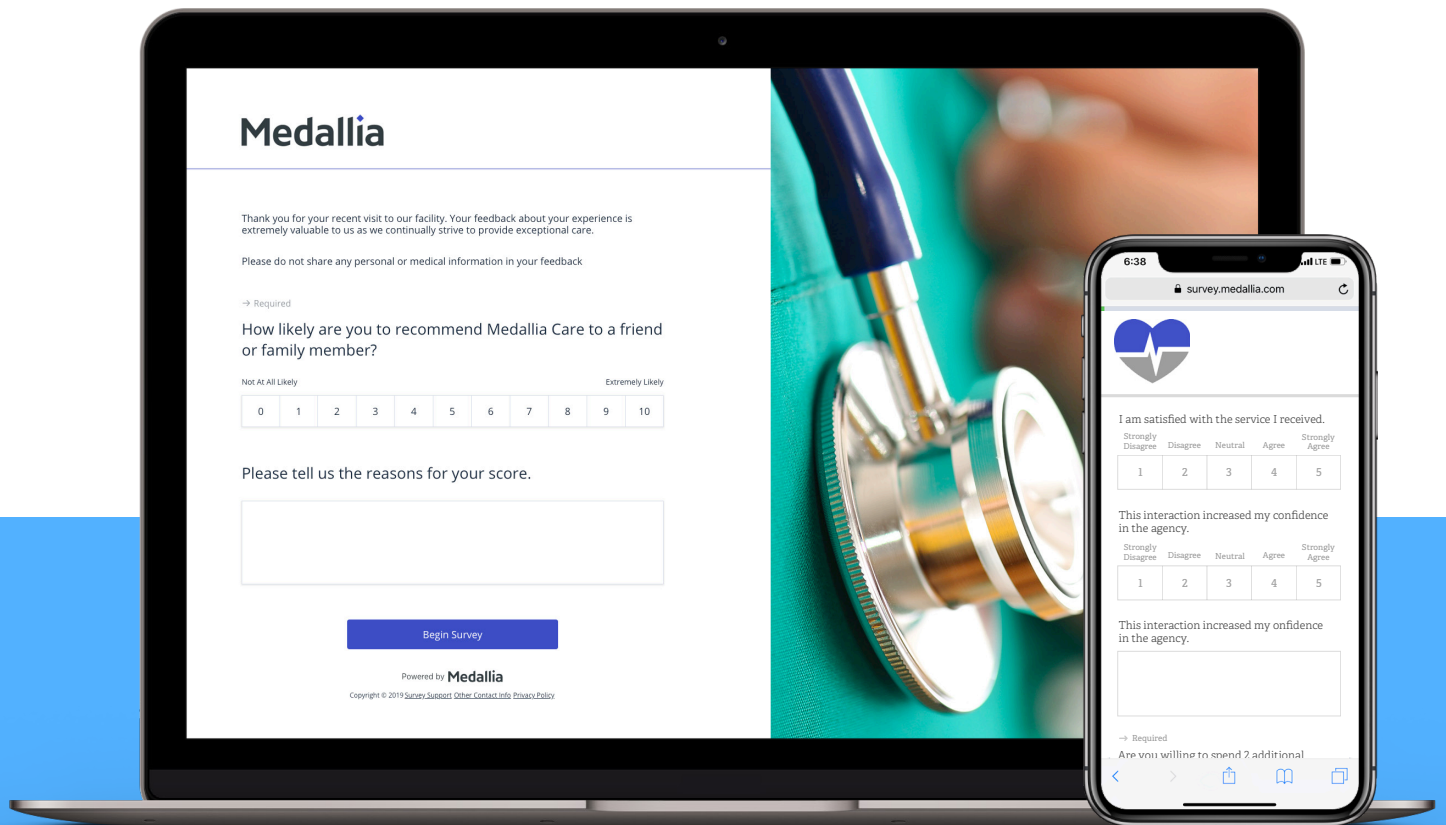 Medallia
Thank you for your recent visit to our facility. Your feedback about your experience is
extremely valuable to us as we continually strive to provide exceptional care.
Please do not share any personal or medical information in your feedback
→ Required
How likely are you to recommend Medallia Care to a friend
or family member?
Not At All Likely Extremely Likely
0 1 2 3 4 5 6 7 8 9 10
Please tell us the reasons for your score.
Begin Survey
Powered by Medallia
Copyright © 2019 Survey Support Other Contact Info Privacy Policy
6:38 LTE
survey.medallia.com
I am satisfied with the service I received.
Strongly Disagree Disagree Neutral Agree Strongly Agree
1 2 3 4 5
This interaction increased my confidence
in the agency.
Strongly Disagree Disagree Neutral Agree Strongly Agree
1 2 3 4 5
This interaction increased my onfidence
in the agency.
→ Required
Are you willing to spend 2 additional